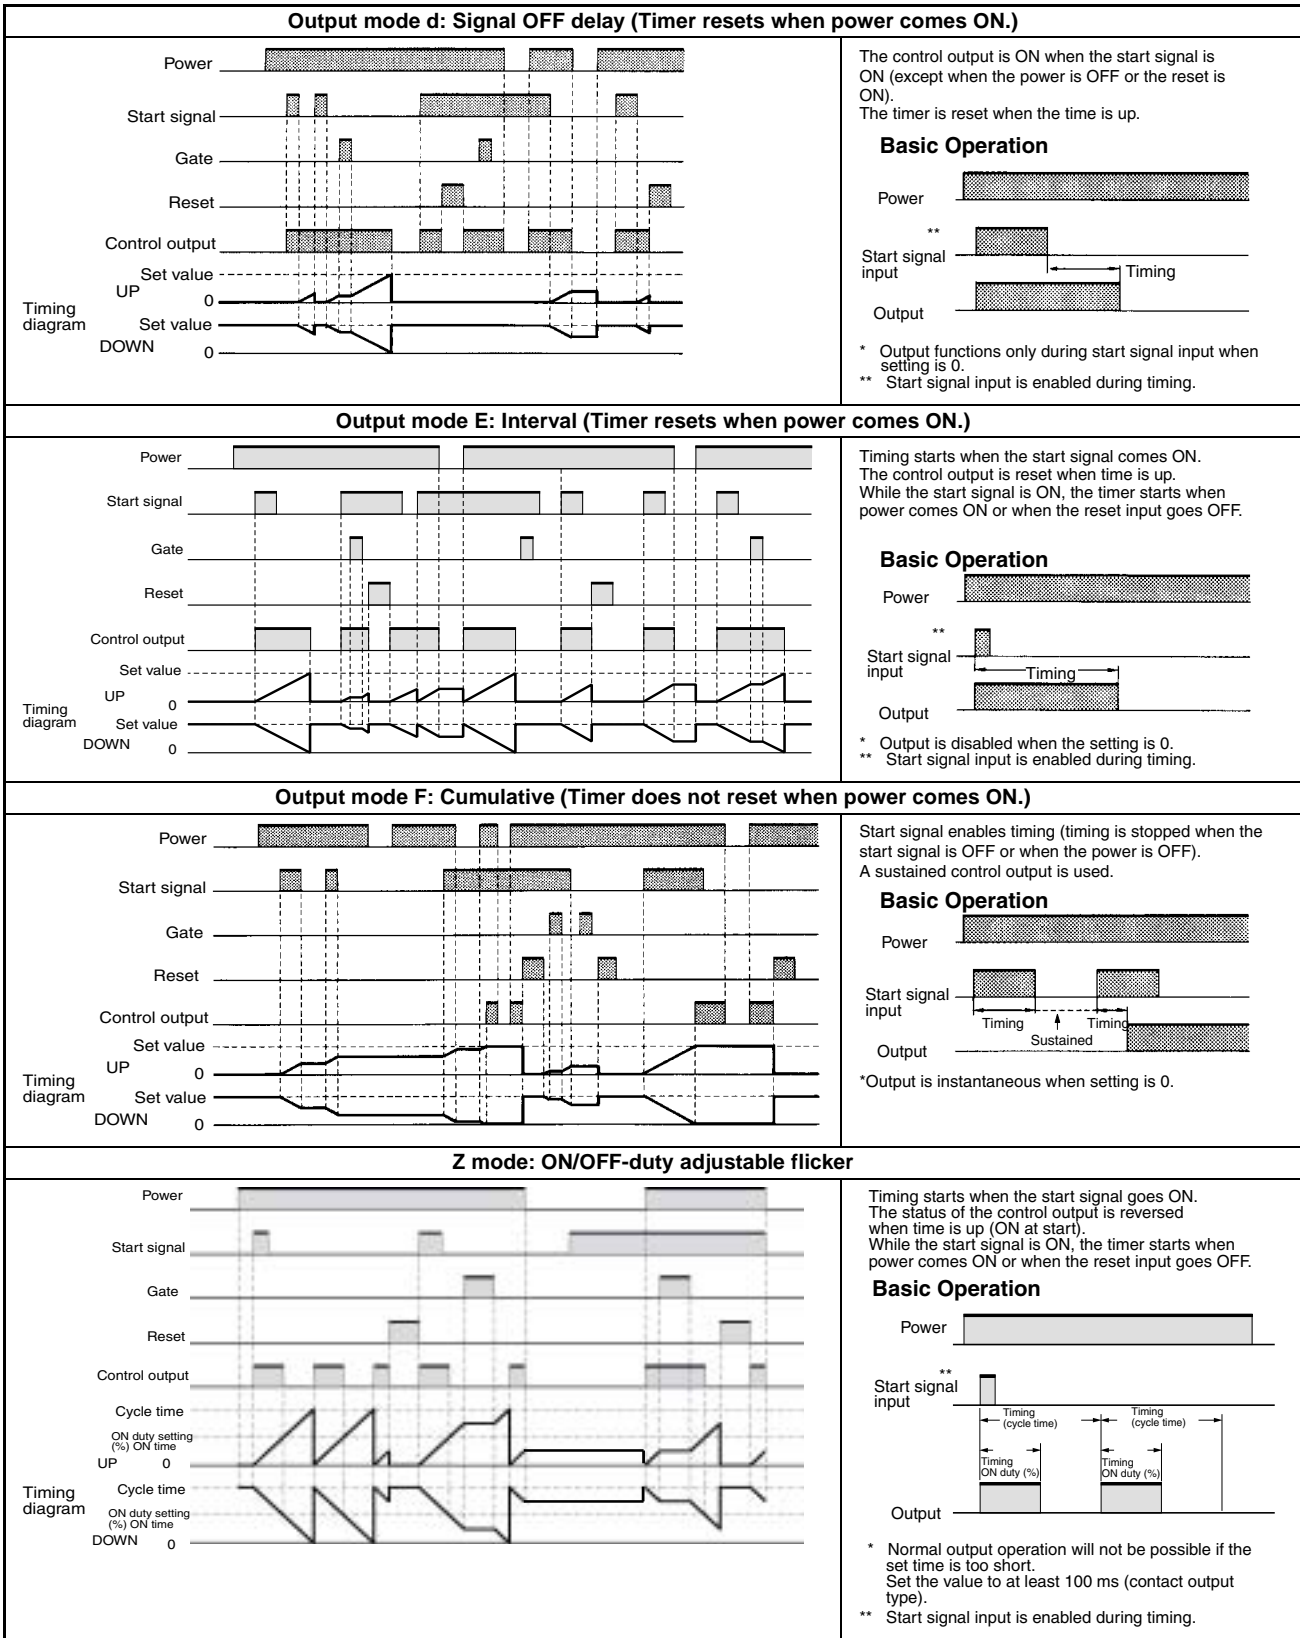 Output mode d: Signal OFF delay (Timer resets when power comes ON.)
Power
Start signal
Gate
Reset
Control output
Set value
UP
0
Timing
diagram
Set value
DOWN
0
The control output is ON when the start signal is
ON (except when the power is OFF or the reset is
ON).
The timer is reset when the time is up.
Basic Operation
Power
**
Start signal
input
Timing
Output
* Output functions only during start signal input when
setting is 0.
** Start signal input is enabled during timing.
Output mode E: Interval (Timer resets when power comes ON.)
Power
Start signal
Gate
Reset
Control output
Set value
UP
0
Timing
diagram
Set value
DOWN
0
Timing starts when the start signal comes ON.
The control output is reset when time is up.
While the start signal is ON, the timer starts when
power comes ON or when the reset input goes OFF.
Basic Operation
Power
**
Start signal
input
Timing
Output
* Output is disabled when the setting is 0.
** Start signal input is enabled during timing.
Output mode F: Cumulative (Timer does not reset when power comes ON.)
Power
Start signal
Gate
Reset
Control output
Set value
UP
0
Timing
diagram
Set value
DOWN
0
Start signal enables timing (timing is stopped when the
start signal is OFF or when the power is OFF).
A sustained control output is used.
Basic Operation
Power
Start signal
input
Timing
Timing
Sustained
Output
*Output is instantaneous when setting is 0.
Z mode: ON/OFF-duty adjustable flicker
Power
Start signal
Gate
Reset
Control output
Cycle time
ON duty setting
(%) ON time
UP
0
Timing
diagram
Cycle time
ON duty setting
(%) ON time
DOWN
0
Timing starts when the start signal goes ON.
The status of the control output is reversed
when time is up (ON at start).
While the start signal is ON, the timer starts when
power comes ON or when the reset input goes OFF.
Basic Operation
Power
**
Start signal
input
Timing
(cycle time)
Timing
(cycle time)
Timing
ON duty (%)
Timing
ON duty (%)
Output
* Normal output operation will not be possible if the
set time is too short.
Set the value to at least 100 ms (contact output
type).
** Start signal input is enabled during timing.